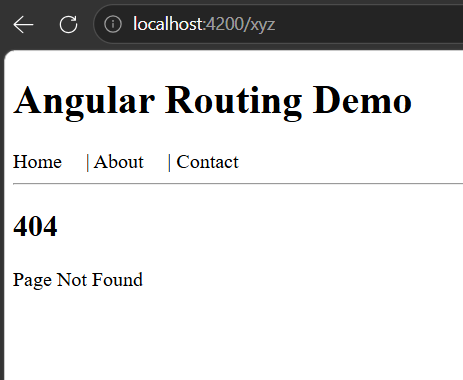 localhost:4200/xyz
Angular Routing Demo
Home | About | Contact
404
Page Not Found